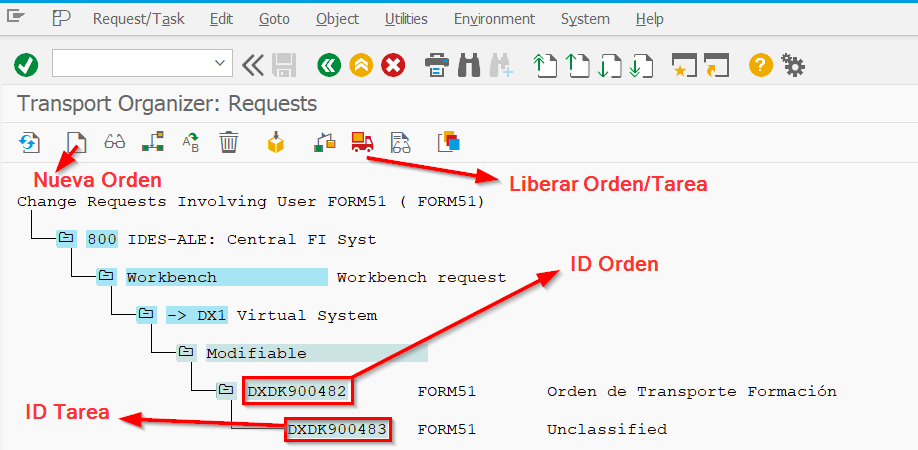 Request/Task Edit Goto Object Utilities Environment System Help
Transport Organizer: Requests
Nueva Orden
Liberar Orden/Tarea
Change Requests Involving User FORM51 ( FORM51)
800 IDES-ALE: Central FI Syst
ID Orden
Workbench Workbench request
-> DX1 Virtual System
Modifiable
DXDK900482 FORM51 Orden de Transporte Formación
ID Tarea
DXDK900483 FORM51 Unclassified